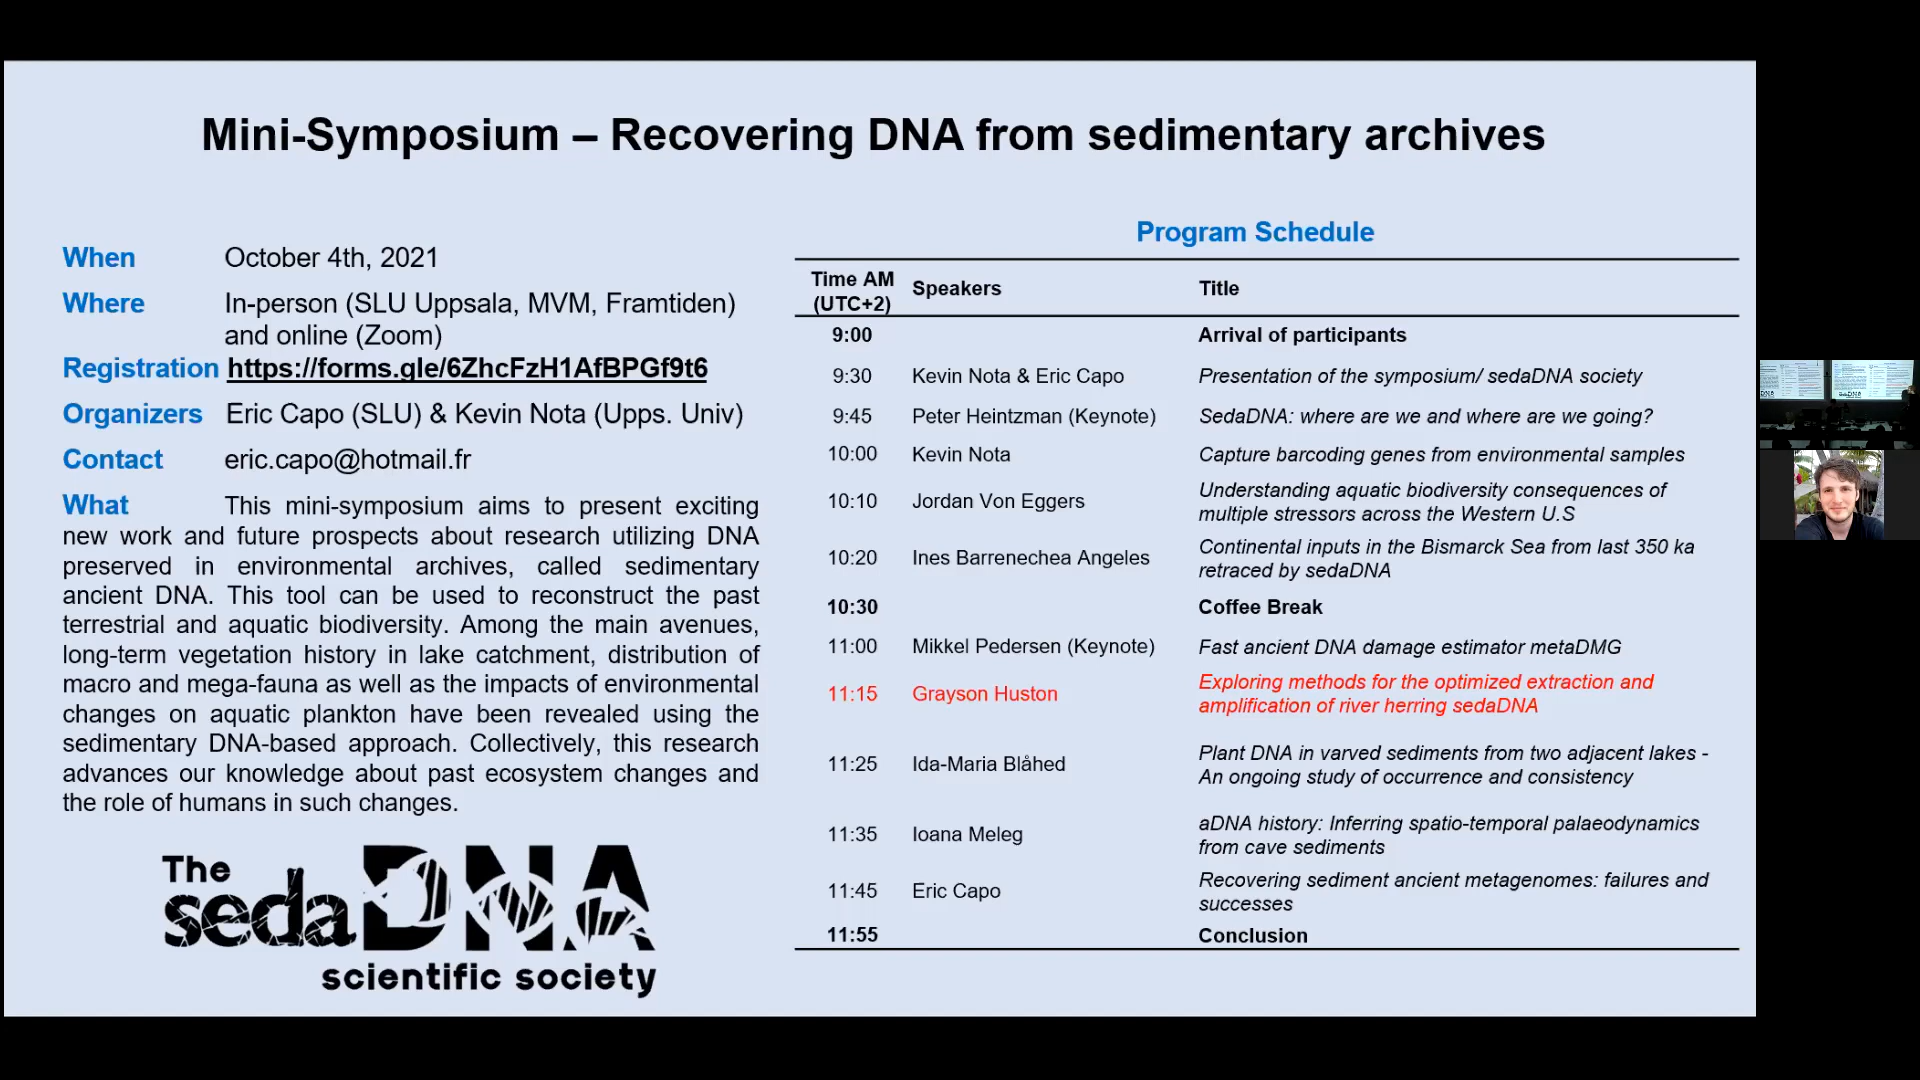 Mini-Symposium – Recovering DNA from sedimentary archives
When October 4th, 2021
Where In-person (SLU Uppsala, MVM, Framtiden)
and online (Zoom)
Registration https://forms.gle/6ZhcFzH1AfBPGf9t6
Organizers Eric Capo (SLU) & Kevin Nota (Upps. Univ)
Contact eric.capo@hotmail.fr
What This mini-symposium aims to present exciting
new work and future prospects about research utilizing DNA
preserved in environmental archives, called sedimentary
ancient DNA. This tool can be used to reconstruct the past
terrestrial and aquatic biodiversity. Among the main avenues,
long-term vegetation history in lake catchment, distribution of
macro and mega-fauna as well as the impacts of environmental
changes on aquatic plankton have been revealed using the
sedimentary DNA-based approach. Collectively, this research
advances our knowledge about past ecosystem changes and
the role of humans in such changes.
The
sedaDNA
scientific society
Program Schedule
Time AM
(UTC+2) Speakers Title
9:00 Arrival of participants
9:30 Kevin Nota & Eric Capo Presentation of the symposium/ sedaDNA society
9:45 Peter Heintzman (Keynote) SedaDNA: where are we and where are we going?
10:00 Kevin Nota Capture barcoding genes from environmental samples
10:10 Jordan Von Eggers Understanding aquatic biodiversity consequences of
multiple stressors across the Western U.S
10:20 Ines Barrenechea Angeles Continental inputs in the Bismarck Sea from last 350 ka
retraced by sedaDNA
10:30 Coffee Break
11:00 Mikkel Pedersen (Keynote) Fast ancient DNA damage estimator metaDMG
11:15 Grayson Huston Exploring methods for the optimized extraction and
amplification of river herring sedaDNA
11:25 Ida-Maria Blåhed Plant DNA in varved sediments from two adjacent lakes -
An ongoing study of occurrence and consistency
11:35 Ioana Meleg aDNA history: Inferring spatio-temporal palaeodynamics
from cave sediments
11:45 Eric Capo Recovering sediment ancient metagenomes: failures and
successes
11:55 Conclusion